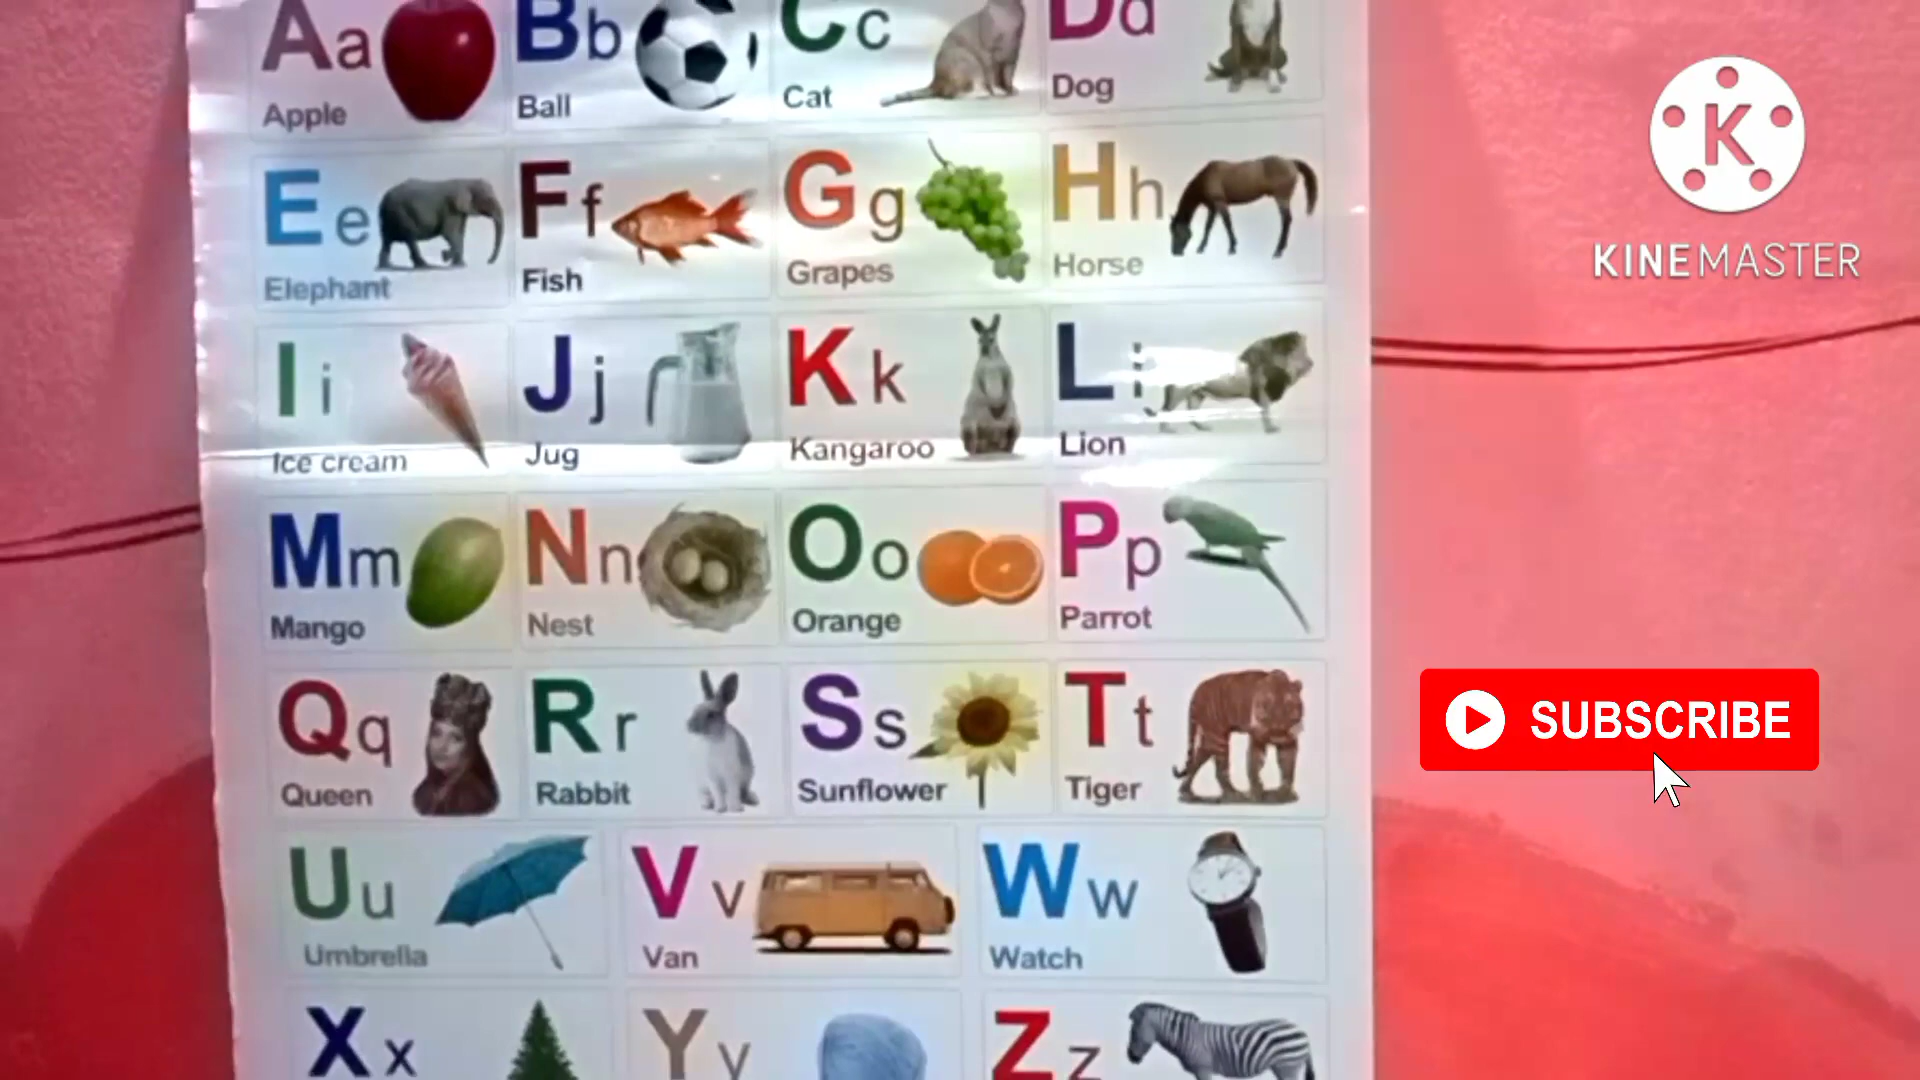 Aa Bb Cc Dd
Apple Ball Cat Dog
Ee Ff Gg Hh
Elephant Fish Grapes Horse
Ii Jj Kk L
Ice cream Jug Kangaroo Lion
Mm Nn Oo Pp
Mango Nest Orange Parrot
Qq Rr Ss Tt
Queen Rabbit Sunflower Tiger
Uu Vv Ww
Umbrella Van Watch
Xx Yy Zz
K
KINEMASTER
SUBSCRIBE